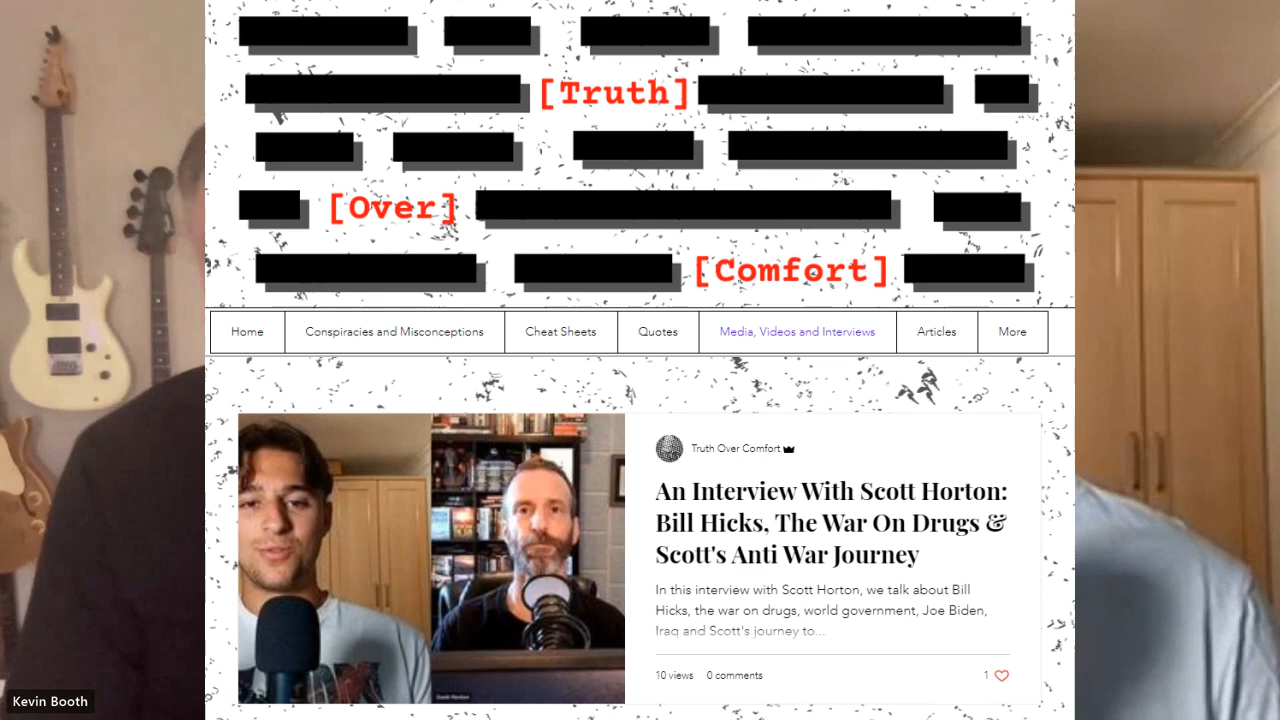 [Truth]
[Over]
[Comfort]
Home Conspiracies and Misconceptions Cheat Sheets Quotes Media, Videos and Interviews Articles More
Truth Over Comfort
An Interview With Scott Horton:
Bill Hicks, The War On Drugs &
Scott's Anti War Journey
In this interview with Scott Horton, we talk about Bill
Hicks, the war on drugs, world government, Joe Biden,
Iraq and Scott's journey to...
10 views 0 comments 1
Kevin Booth